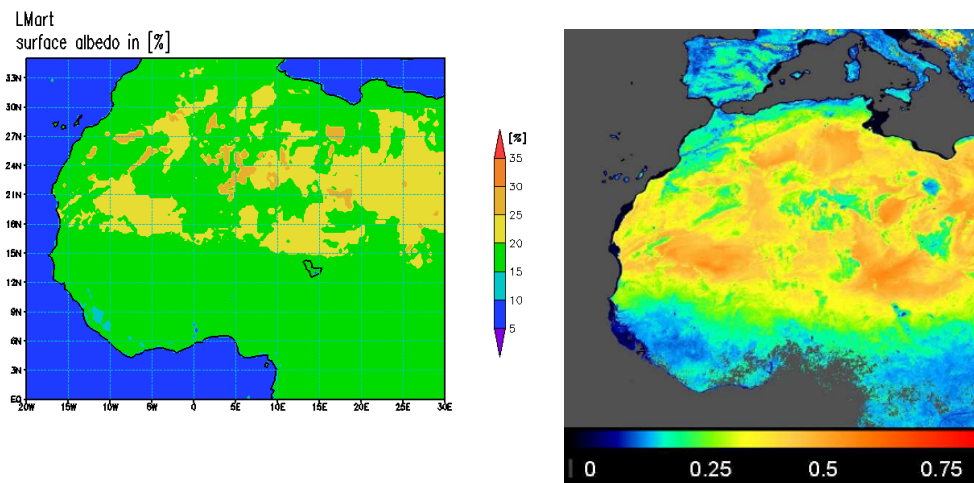 LMart
surface albedo in [%]
33N
30N
27N
24N
21N
18N
15N
12N
9N
6N
3N
EQ
20W 15W 10W 5W 0 5E 10E 15E 20E 25E 30E
[%]
35
30
25
20
15
10
5
0 0.25 0.5 0.75